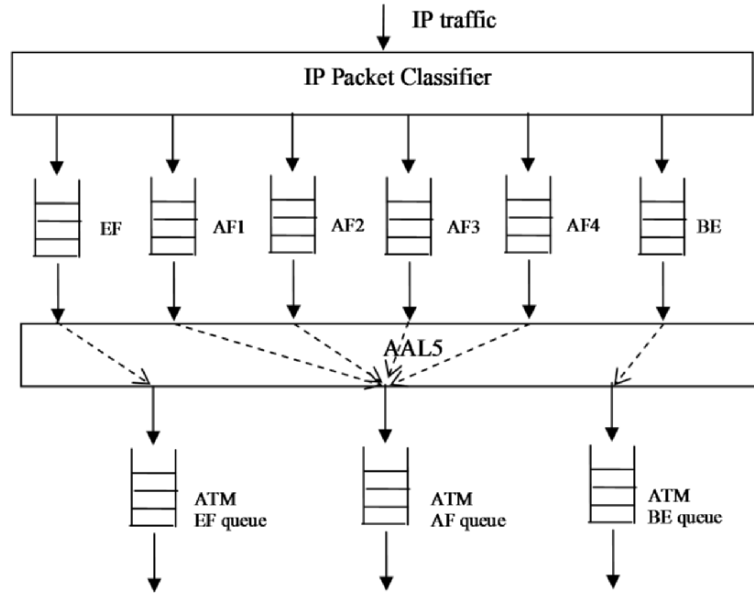 IP traffic
IP Packet Classifier
EF
AF1
AF2
AF3
AF4
BE
AAL5
ATM
EF queue
ATM
AF queue
ATM
BE queue